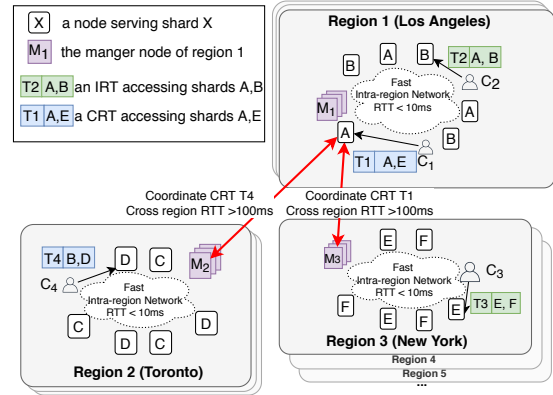 X a node serving shard X
M1 the manger node of region 1
T2 A,B an IRT accessing shards A,B
T1 A,E a CRT accessing shards A,E
Region 1 (Los Angeles)
A
B
T2 A, B
B
C2
Fast
Intra-region Network
RTT < 10ms
M1
A
A
B
C1
T1 A,E
Coordinate CRT T4
Cross region RTT >100ms
Coordinate CRT T1
Cross region RTT >100ms
T4 B,D
D
C
M2
C4
Fast
Intra-region Network
RTT < 10ms
C
D
D
C
Region 2 (Toronto)
E
F
M3
Fast
Intra-region Network
RTT < 10ms
C3
F
E
T3 E, F
E
F
Region 3 (New York)
Region 4
Region 5
...